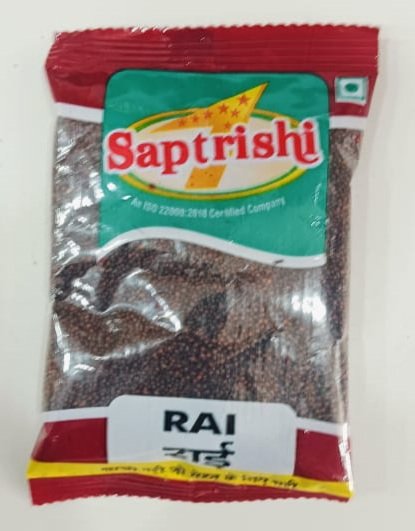 Saptrishi
An ISO 22000:2018 Certified Company
RAI
राई